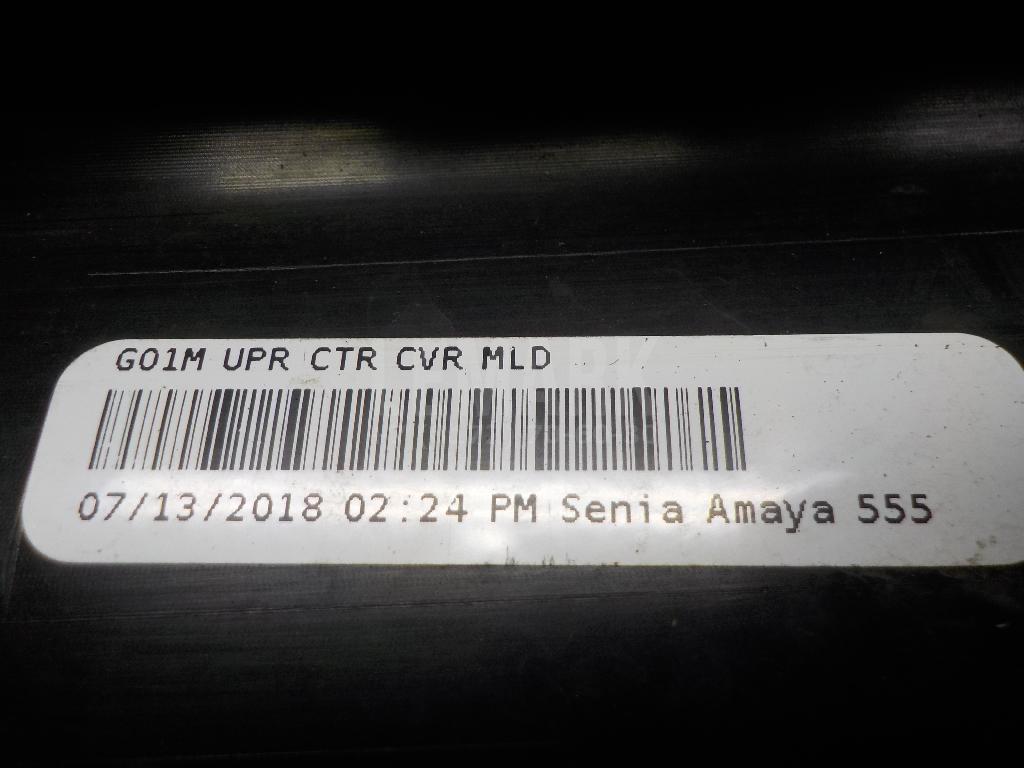 G01M UPR CTR CVR MLD
07/13/2018 02:24 PM Senia Amaya 555